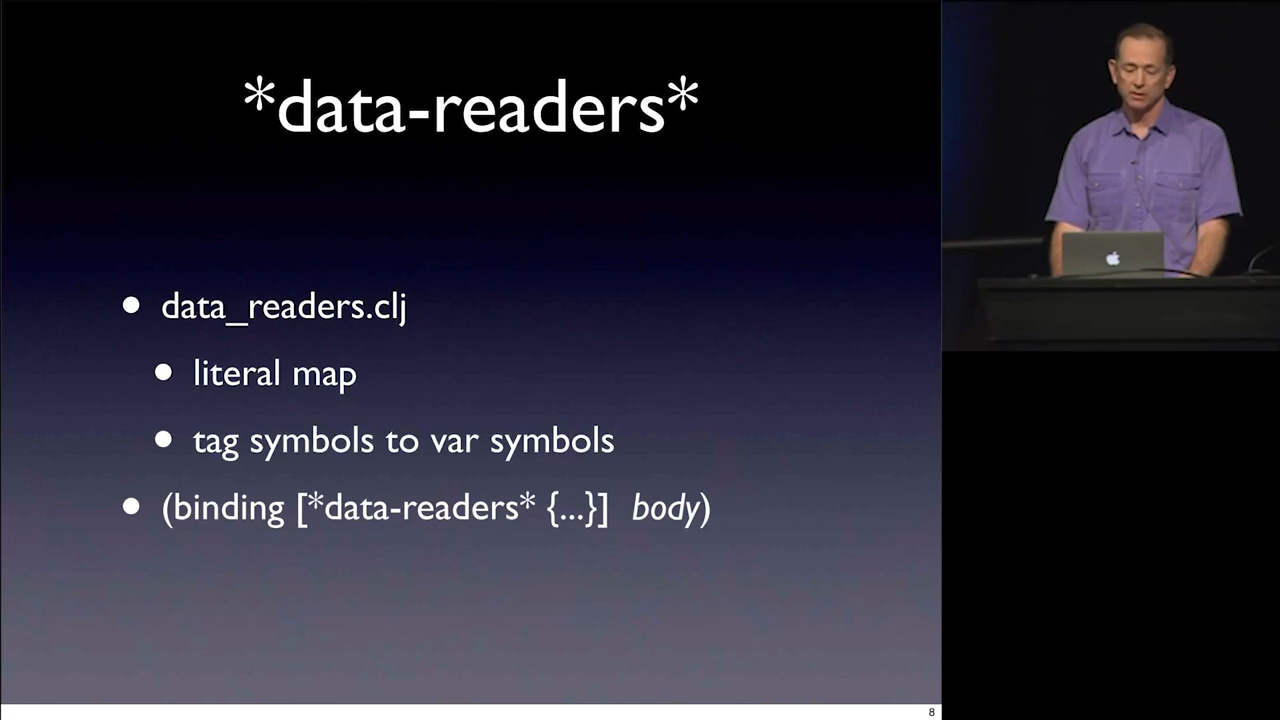 *data-readers*
• data_readers.clj
• literal map
• tag symbols to var symbols
• (binding [*data-readers* {...}] body)
8